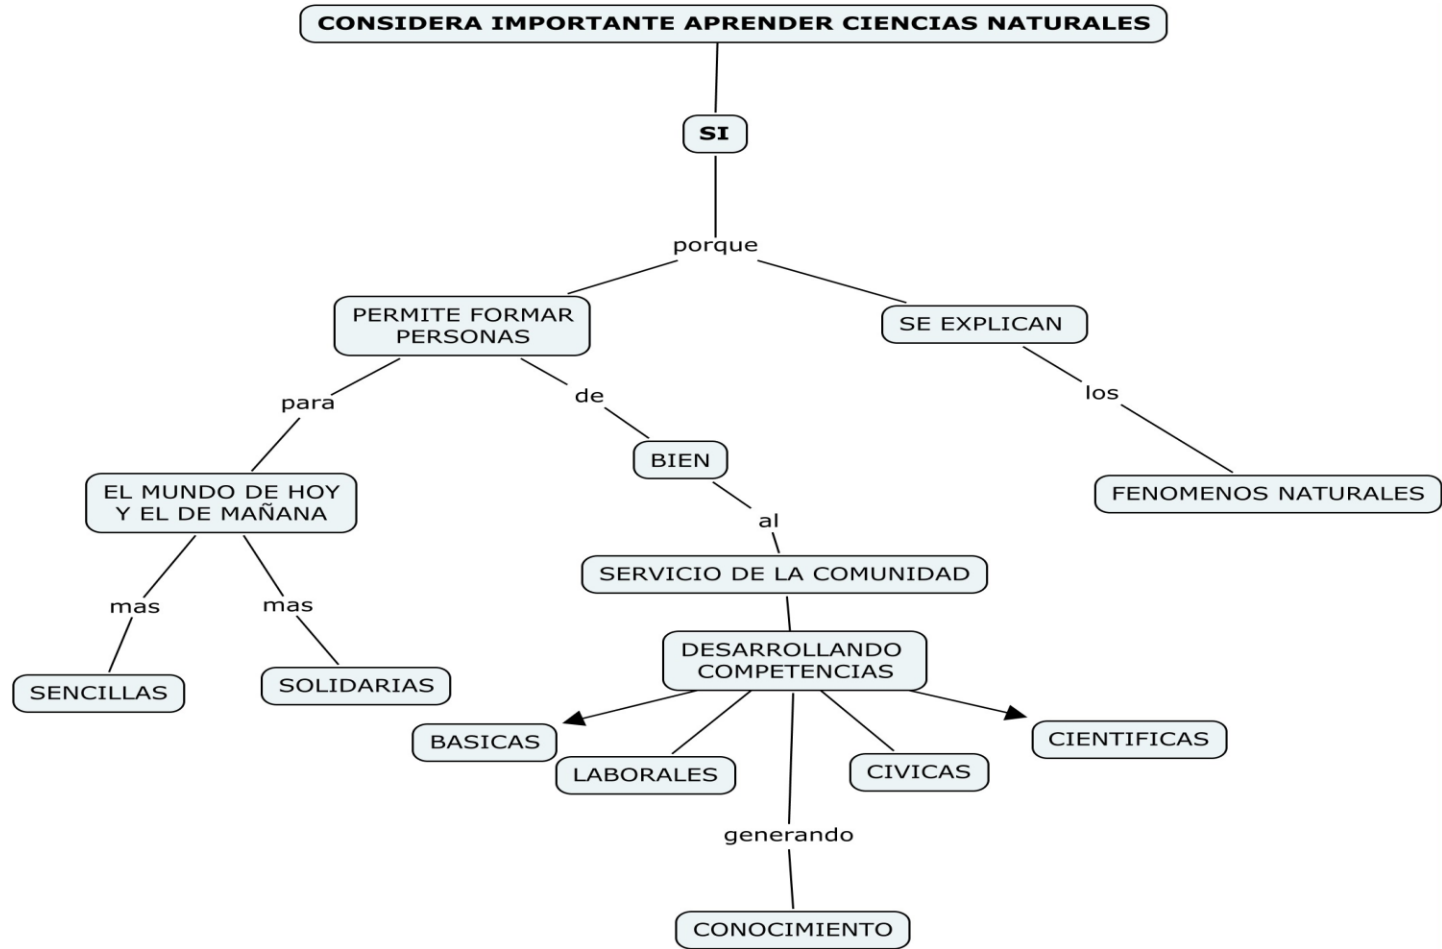 CONSIDERA IMPORTANTE APRENDER CIENCIAS NATURALES
SI
porque
PERMITE FORMAR
PERSONAS
SE EXPLICAN
para
de
los
BIEN
EL MUNDO DE HOY
Y EL DE MAÑANA
FENOMENOS NATURALES
al
SERVICIO DE LA COMUNIDAD
mas
mas
DESARROLLANDO
COMPETENCIAS
SENCILLAS
SOLIDARIAS
BASICAS
LABORALES
CIVICAS
CIENTIFICAS
generando
CONOCIMIENTO